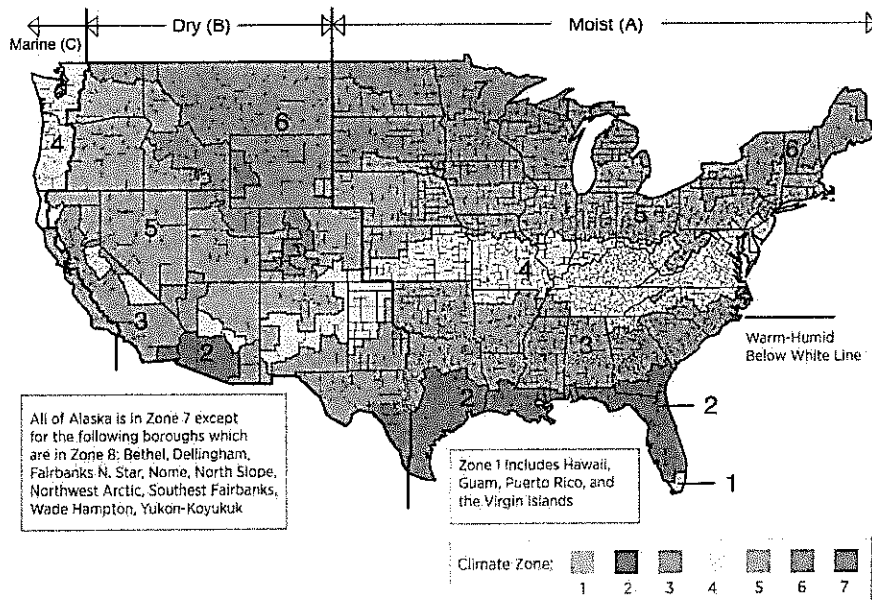 Marine (C)
Dry (B)
Moist (A)
7
6
6
4
5
5
4
3
3
2
2
Warm-Humid
Below White Line
2
1
All of Alaska is in Zone 7 except
for the following boroughs which
are in Zone 8: Bethel, Dellingham,
Fairbanks N. Star, Nome, North Slope,
Northwest Arctic, Southest Fairbanks,
Wade Hampton, Yukon-Koyukuk
Zone 1 includes Hawaii,
Guam, Puerto Rico, and
the Virgin Islands
Climate Zone:
1 2 3 4 5 6 7